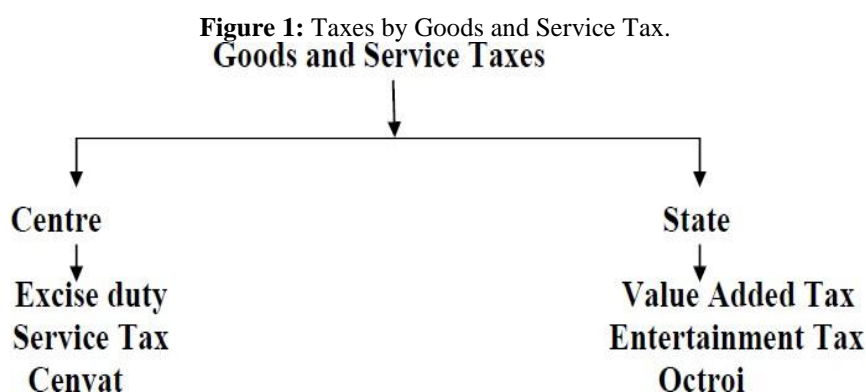 Figure 1: Taxes by Goods and Service Tax.
Goods and Service Taxes
Centre
State
Excise duty
Service Tax
Cenvat
Value Added Tax
Entertainment Tax
Octroi